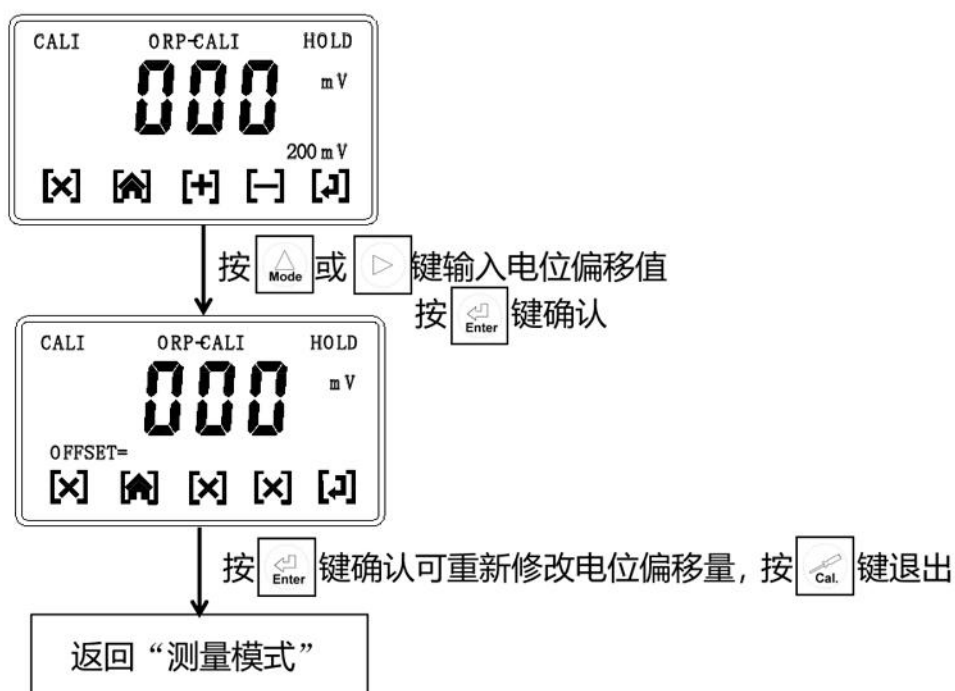 CALI ORP-CALI HOLD
000 mV
200 mV
[×] [+] [—]
按 Mode 或 键输入电位偏移值
按 Enter 键确认
CALI ORP-CALI HOLD
000 mV
OFFSET=
[×] [×] [×]
按 Enter 键确认可重新修改电位偏移量，按 Cal. 键退出
返回“测量模式”